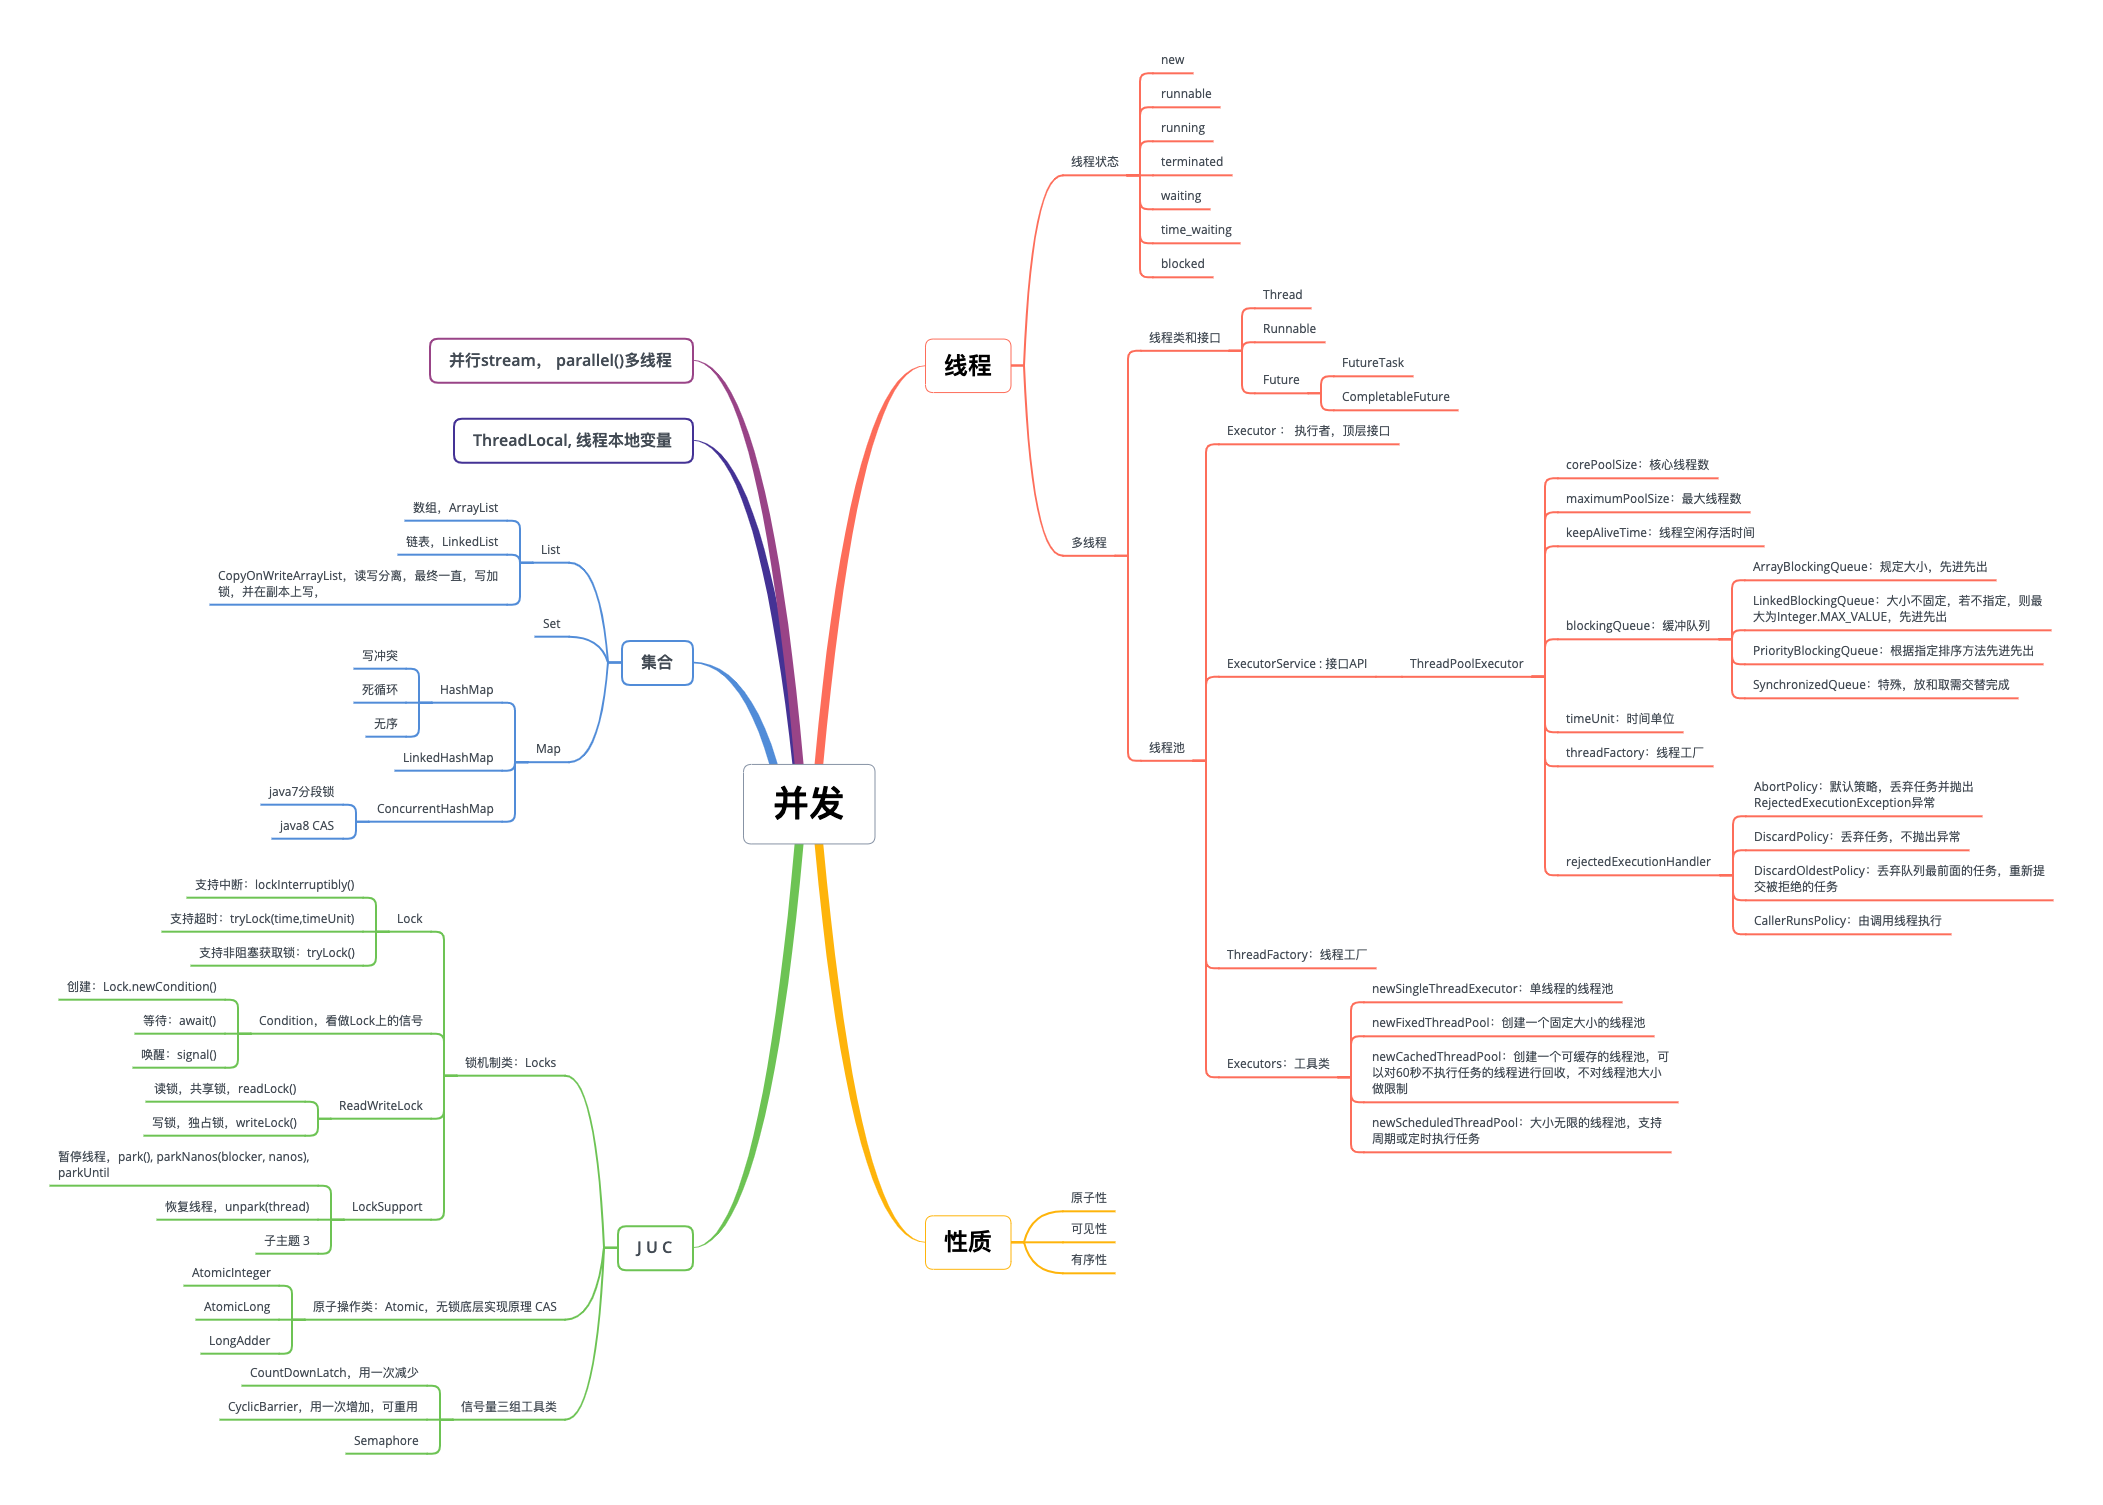 并发
线程
线程状态
new
runnable
running
terminated
waiting
time_waiting
blocked
多线程
线程类和接口
Thread
Runnable
Future
FutureTask
CompletableFuture
线程池
Executor： 执行者，顶层接口
ExecutorService : 接口API
ThreadPoolExecutor
corePoolSize：核心线程数
maximumPoolSize：最大线程数
keepAliveTime：线程空闲存活时间
blockingQueue：缓冲队列
ArrayBlockingQueue：规定大小，先进先出
LinkedBlockingQueue：大小不固定，若不指定，则最
大为Integer.MAX_VALUE，先进先出
PriorityBlockingQueue：根据指定排序方法先进先出
SynchronizedQueue：特殊，放和取需交替完成
timeUnit：时间单位
threadFactory：线程工厂
rejectedExecutionHandler
AbortPolicy：默认策略，丢弃任务并抛出
RejectedExecutionException异常
DiscardPolicy：丢弃任务，不抛出异常
DiscardOldestPolicy：丢弃队列最前面的任务，重新提
交被拒绝的任务
CallerRunsPolicy：由调用线程执行
ThreadFactory：线程工厂
Executors：工具类
newSingleThreadExecutor：单线程的线程池
newFixedThreadPool：创建一个固定大小的线程池
newCachedThreadPool：创建一个可缓存的线程池，可
以对60秒不执行任务的线程进行回收，不对线程池大小
做限制
newScheduledThreadPool：大小无限的线程池，支持
周期或定时执行任务
性质
原子性
可见性
有序性
并行stream， parallel()多线程
ThreadLocal, 线程本地变量
集合
List
数组，ArrayList
链表，LinkedList
CopyOnWriteArrayList，读写分离，最终一直，写加
锁，并在副本上写，
Set
Map
HashMap
写冲突
死循环
无序
LinkedHashMap
ConcurrentHashMap
java7分段锁
java8 CAS
J U C
锁机制类：Locks
Lock
支持中断：lockInterruptibly()
支持超时：tryLock(time,timeUnit)
支持非阻塞获取锁：tryLock()
Condition，看做Lock上的信号
创建：Lock.newCondition()
等待：await()
唤醒：signal()
ReadWriteLock
读锁，共享锁，readLock()
写锁，独占锁，writeLock()
LockSupport
暂停线程，park(), parkNanos(blocker, nanos),
parkUntil
恢复线程，unpark(thread)
子主题 3
原子操作类：Atomic，无锁底层实现原理 CAS
AtomicInteger
AtomicLong
LongAdder
信号量三组工具类
CountDownLatch，用一次减少
CyclicBarrier，用一次增加，可重用
Semaphore